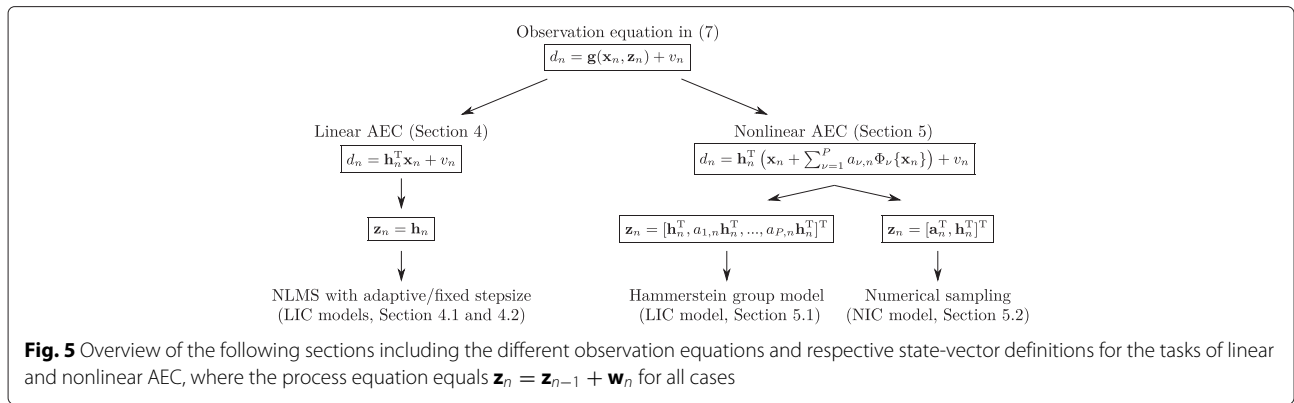 Observation equation in (7)
d_n = g(x_n, z_n) + v_n
Linear AEC (Section 4)
Nonlinear AEC (Section 5)
d_n = h_n^T x_n + v_n
d_n = h_n^T (x_n + ∑_{ν=1}^P a_{ν,n} Φ_ν{x_n}) + v_n
z_n = h_n
z_n = [h_n^T, a_{1,n}h_n^T, ..., a_{P,n}h_n^T]^T
z_n = [a_n^T, h_n^T]^T
NLMS with adaptive/fixed stepsize
(LIC models, Section 4.1 and 4.2)
Hammerstein group model
(LIC model, Section 5.1)
Numerical sampling
(NIC model, Section 5.2)
Fig. 5 Overview of the following sections including the different observation equations and respective state-vector definitions for the tasks of linear
and nonlinear AEC, where the process equation equals z_n = z_{n−1} + w_n for all cases